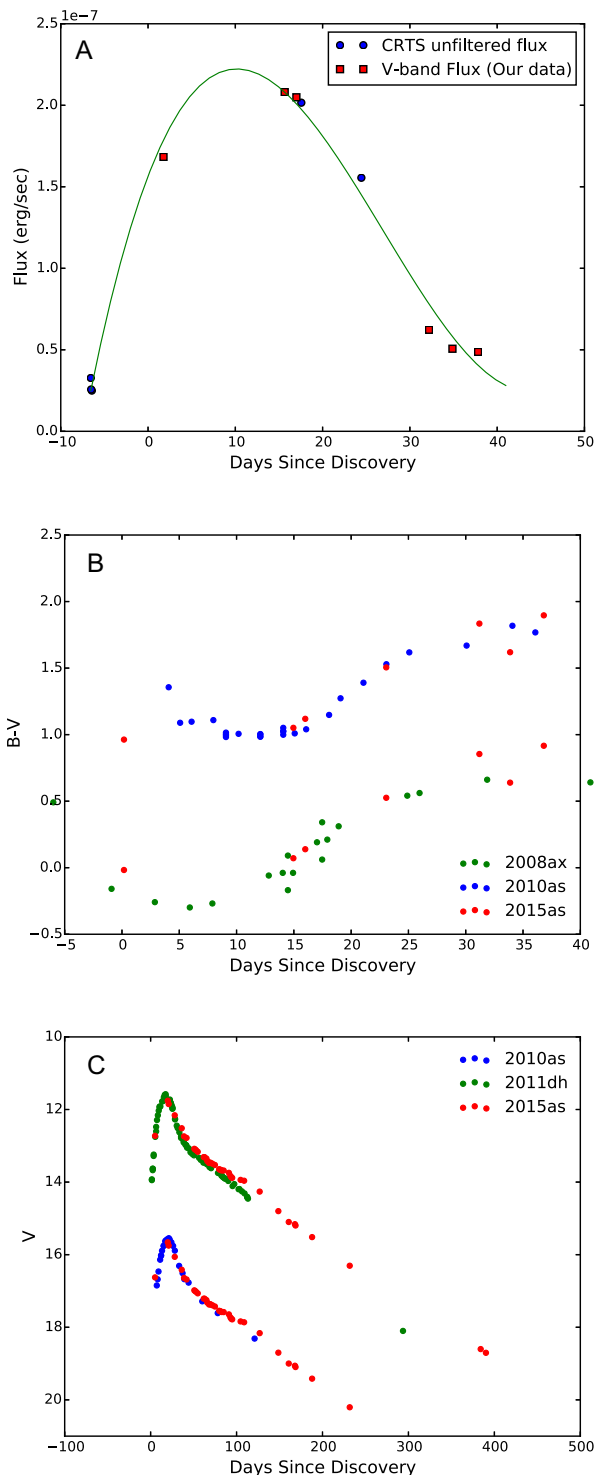 1e−7
A
CRTS unfiltered flux
V-band Flux (Our data)
2.5
2.0
1.5
1.0
0.5
0.0
Flux (erg/sec)
−10 0 10 20 30 40 50
Days Since Discovery
B
2.5
2.0
1.5
1.0
0.5
0.0
−0.5
B-V
2008ax
2010as
2015as
−5 0 5 10 15 20 25 30 35 40
Days Since Discovery
C
10
12
14
16
18
20
V
2010as
2011dh
2015as
−100 0 100 200 300 400 500
Days Since Discovery